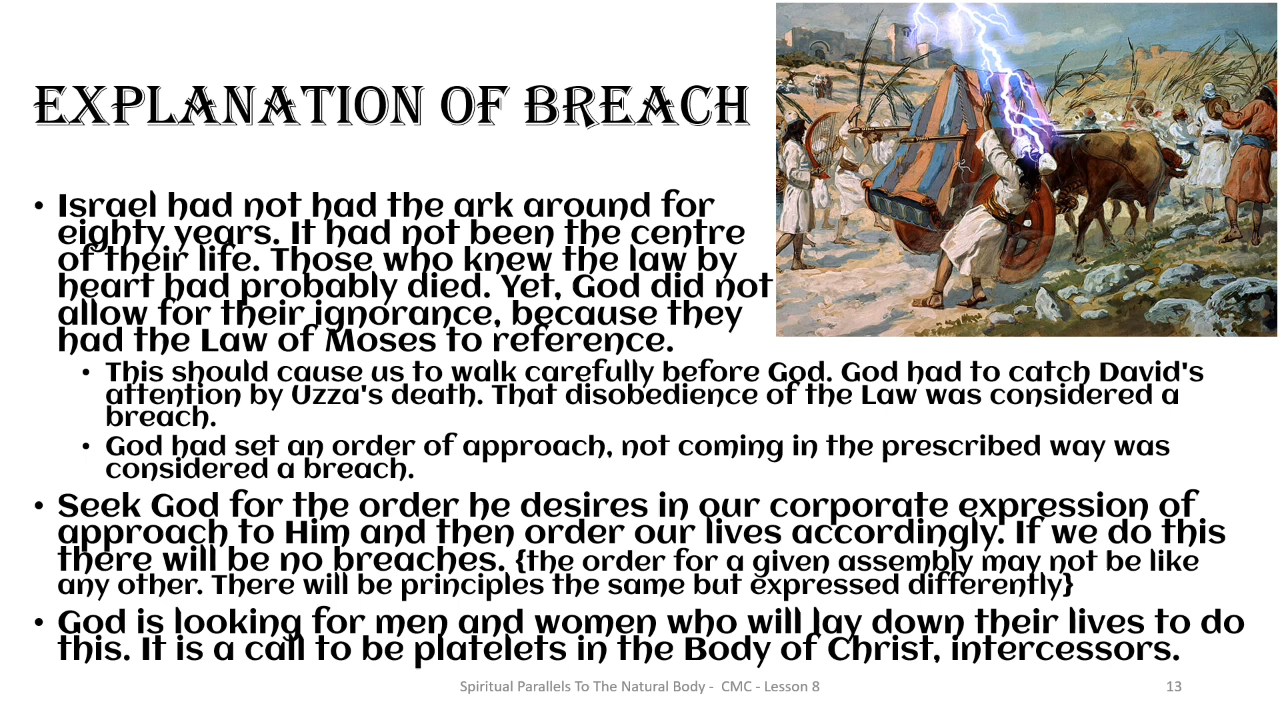 EXPLANATION OF BREACH
• Israel had not had the ark around for
eighty years. It had not been the centre
of their life. Those who knew the law by
heart had probably died. Yet, God did not
allow for their ignorance, because they
had the Law of Moses to reference.
• This should cause us to walk carefully before God. God had to catch David's
attention by Uzza's death. That disobedience of the Law was considered a
breach.
• God had set an order of approach, not coming in the prescribed way was
considered a breach.
• Seek God for the order he desires in our corporate expression of
approach to Him and then order our lives accordingly. If we do this
there will be no breaches. {the order for a given assembly may not be like
any other. There will be principles the same but expressed differently}
• God is looking for men and women who will lay down their lives to do
this. It is a call to be platelets in the Body of Christ, intercessors.
Spiritual Parallels To The Natural Body - CMC - Lesson 8
13